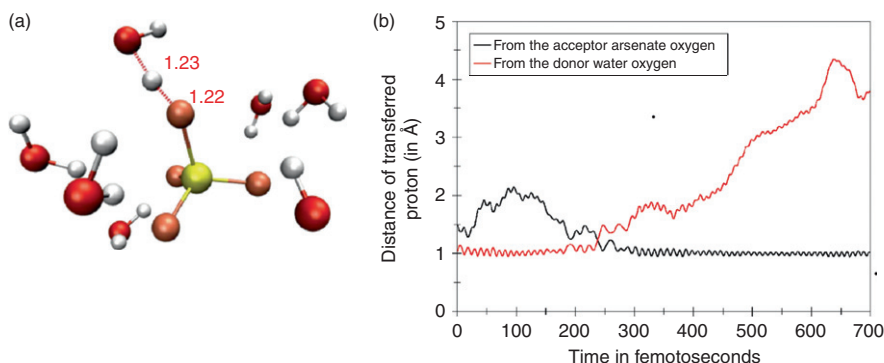 (a)
1.23
1.22
(b)
From the acceptor arsenate oxygen
From the donor water oxygen
Distance of transferred
proton (in Å)
5
4
3
2
1
0
0 100 200 300 400 500 600 700
Time in femotoseconds